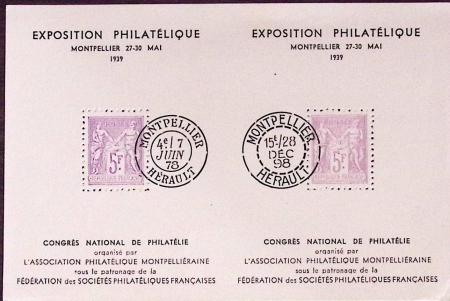 EXPOSITION PHILATÉLIQUE
MONTPELLIER 27-30 MAI
1939
MONTPELLIER
4e/7
JUIN
78
HÉRAULT
5F
CONGRÈS NATIONAL DE PHILATÉLIE
organisé par
L'ASSOCIATION PHILATÉLIQUE MONTPELLIÉRAINE
sous le patronage de la
FÉDÉRATION des SOCIÉTÉS PHILATÉLIQUES FRANÇAISES
EXPOSITION PHILATÉLIQUE
MONTPELLIER 27-30 MAI
1939
MONTPELLIER
15e/28
DÉC
98
HÉRAULT
5F
CONGRÈS NATIONAL DE PHILATÉLIE
organisé par
L'ASSOCIATION PHILATÉLIQUE MONTPELLIÉRAINE
sous le patronage de la
FÉDÉRATION des SOCIÉTÉS PHILATÉLIQUES FRANÇAISES